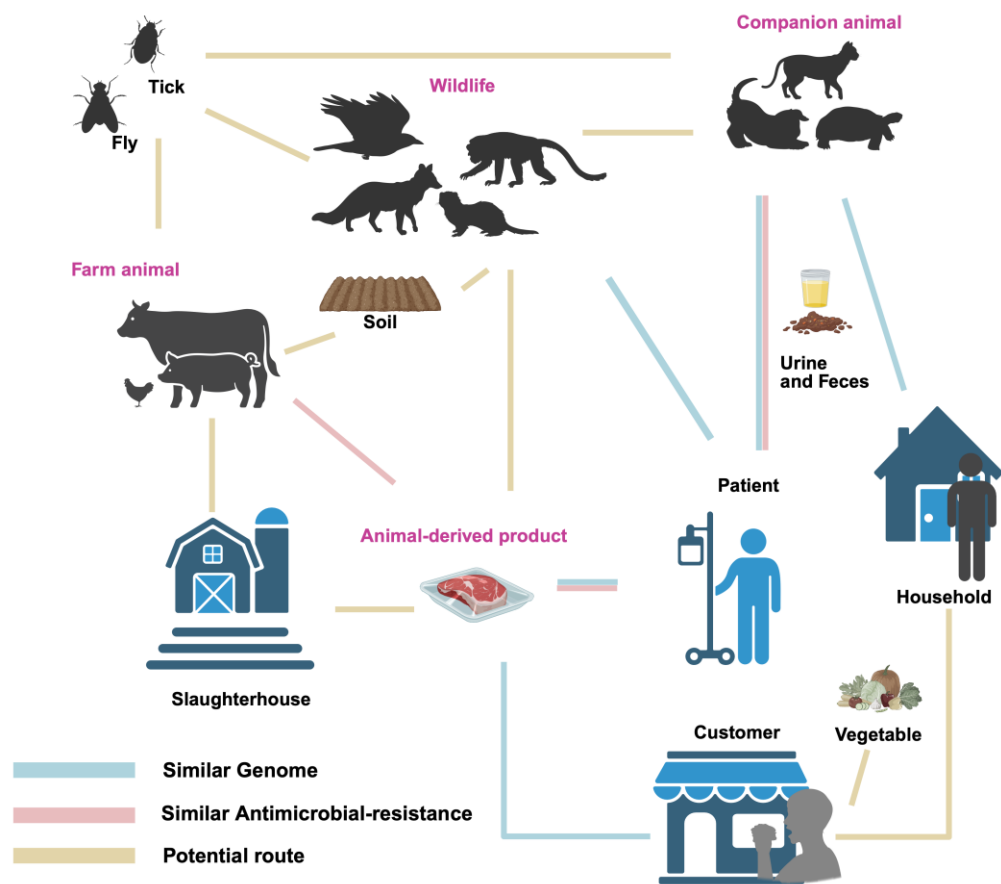 Companion animal
Tick
Wildlife
Fly
Farm animal
Soil
Urine
and Feces
Patient
Animal-derived product
Household
Slaughterhouse
Customer
Vegetable
Similar Genome
Similar Antimicrobial-resistance
Potential route